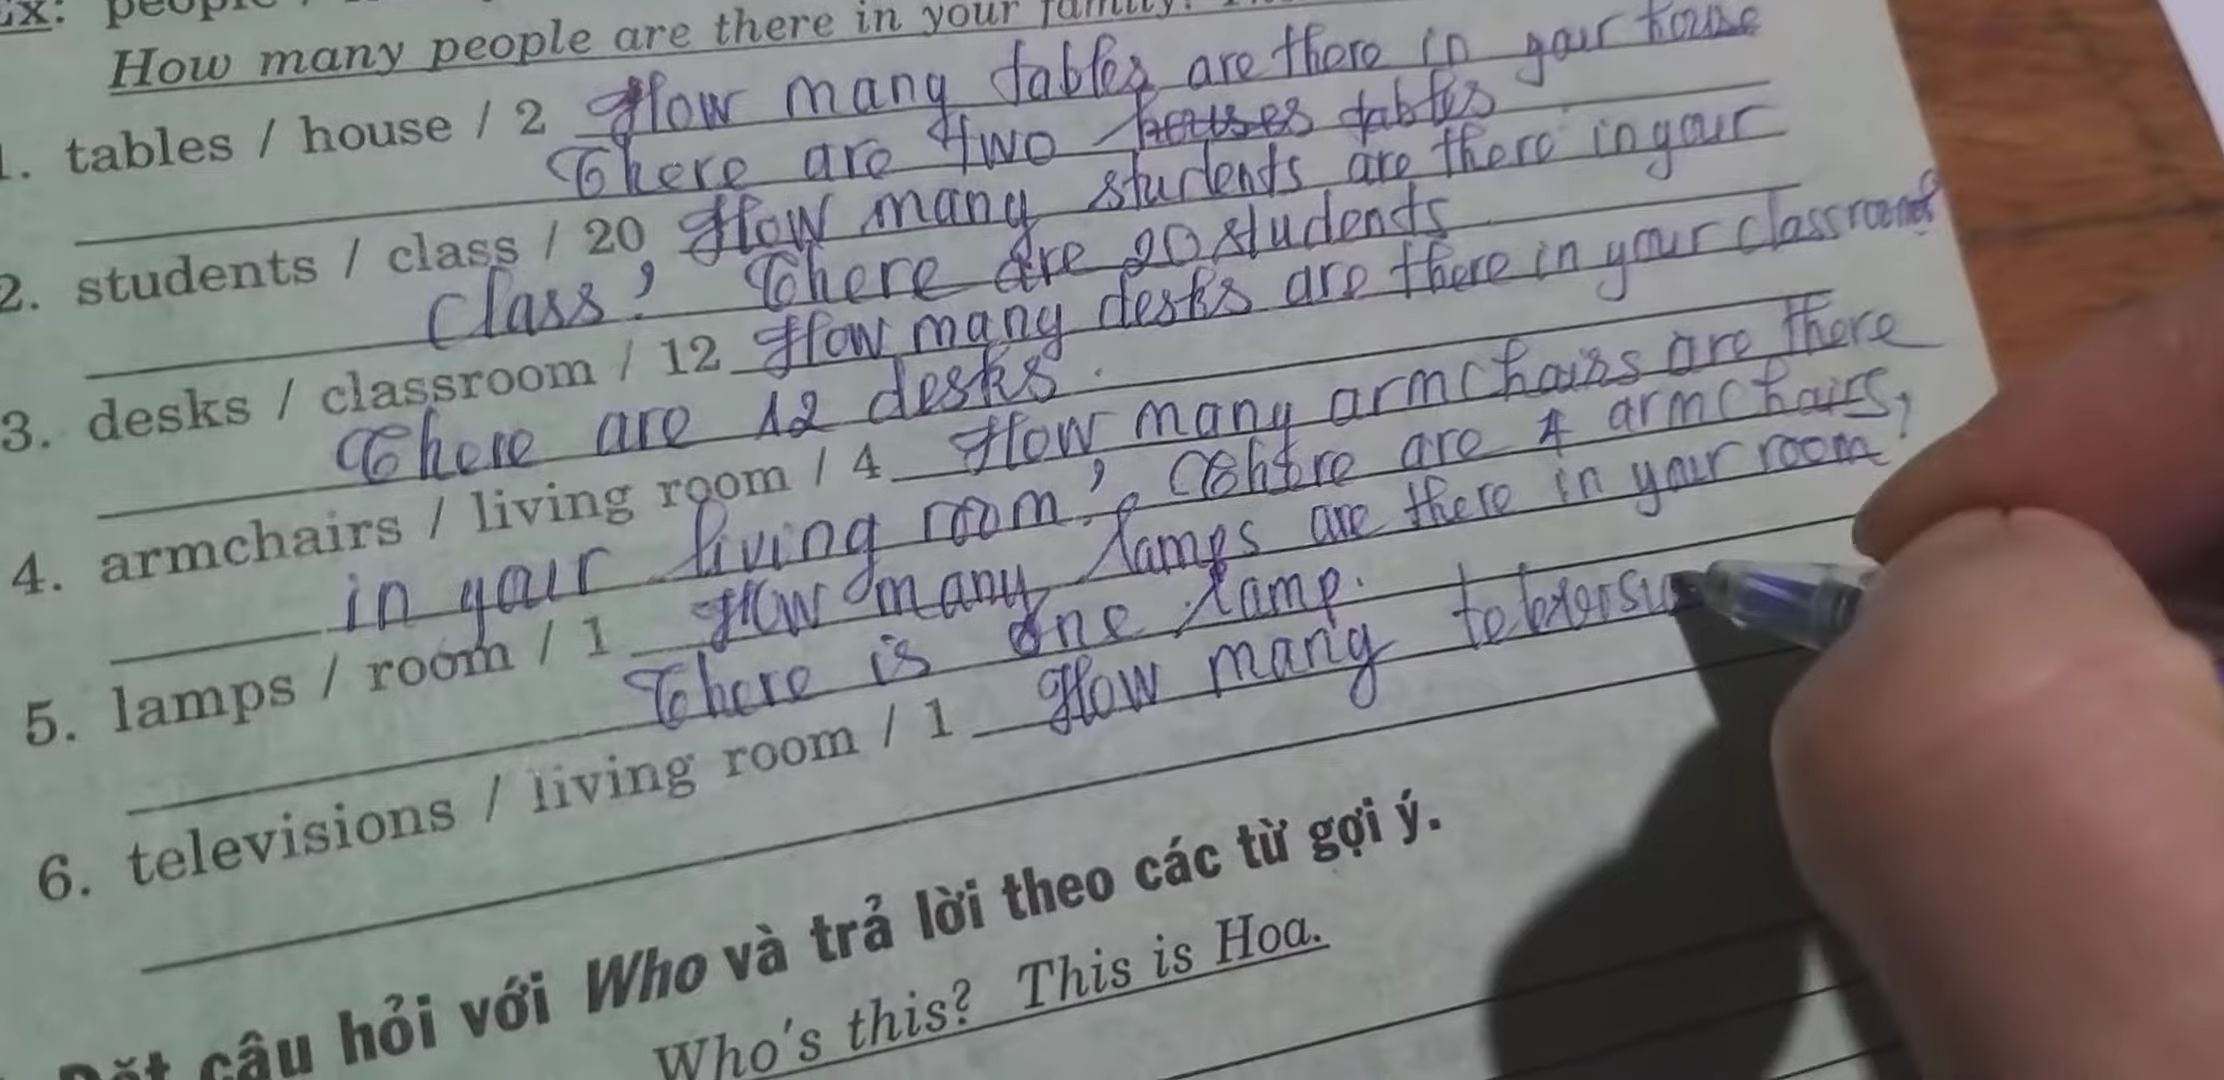 Ex: people /
How many people are there in your family?
1. tables / house / 2 How many tables are there in your house
There are two houses tables
2. students / class / 20 How many students are there in your
class? There are 20 students
3. desks / classroom / 12 How many desks are there in your classroom
There are 12 desks.
4. armchairs / living room / 4 How many armchairs are there
in your living room? There are 4 armchairs,
5. lamps / room / 1 How many lamps are there in your room?
There is one lamp.
6. televisions / living room / 1 How many
Đặt câu hỏi với Who và trả lời theo các từ gợi ý.
Who's this? This is Hoa.